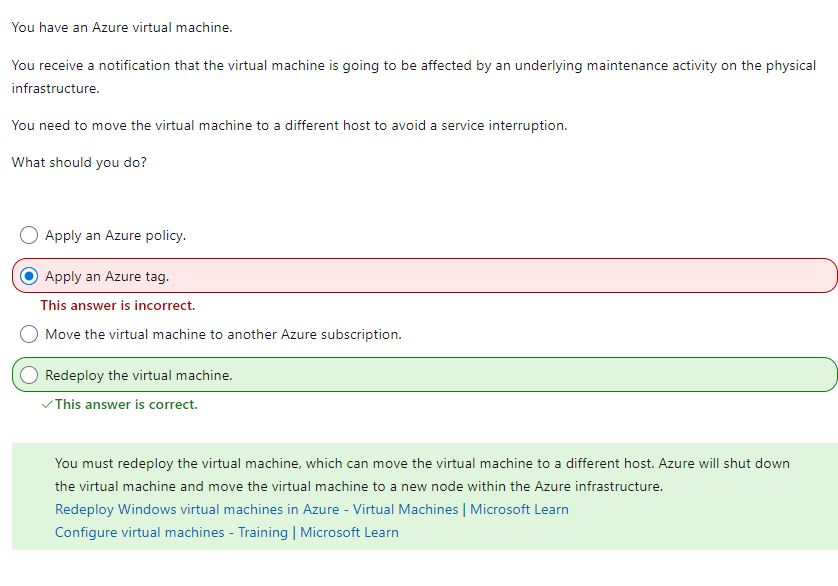 You have an Azure virtual machine.
You receive a notification that the virtual machine is going to be affected by an underlying maintenance activity on the physical
infrastructure.
You need to move the virtual machine to a different host to avoid a service interruption.
What should you do?
Apply an Azure policy.
Apply an Azure tag.
This answer is incorrect.
Move the virtual machine to another Azure subscription.
Redeploy the virtual machine.
✓This answer is correct.
You must redeploy the virtual machine, which can move the virtual machine to a different host. Azure will shut down
the virtual machine and move the virtual machine to a new node within the Azure infrastructure.
Redeploy Windows virtual machines in Azure - Virtual Machines | Microsoft Learn
Configure virtual machines - Training | Microsoft Learn